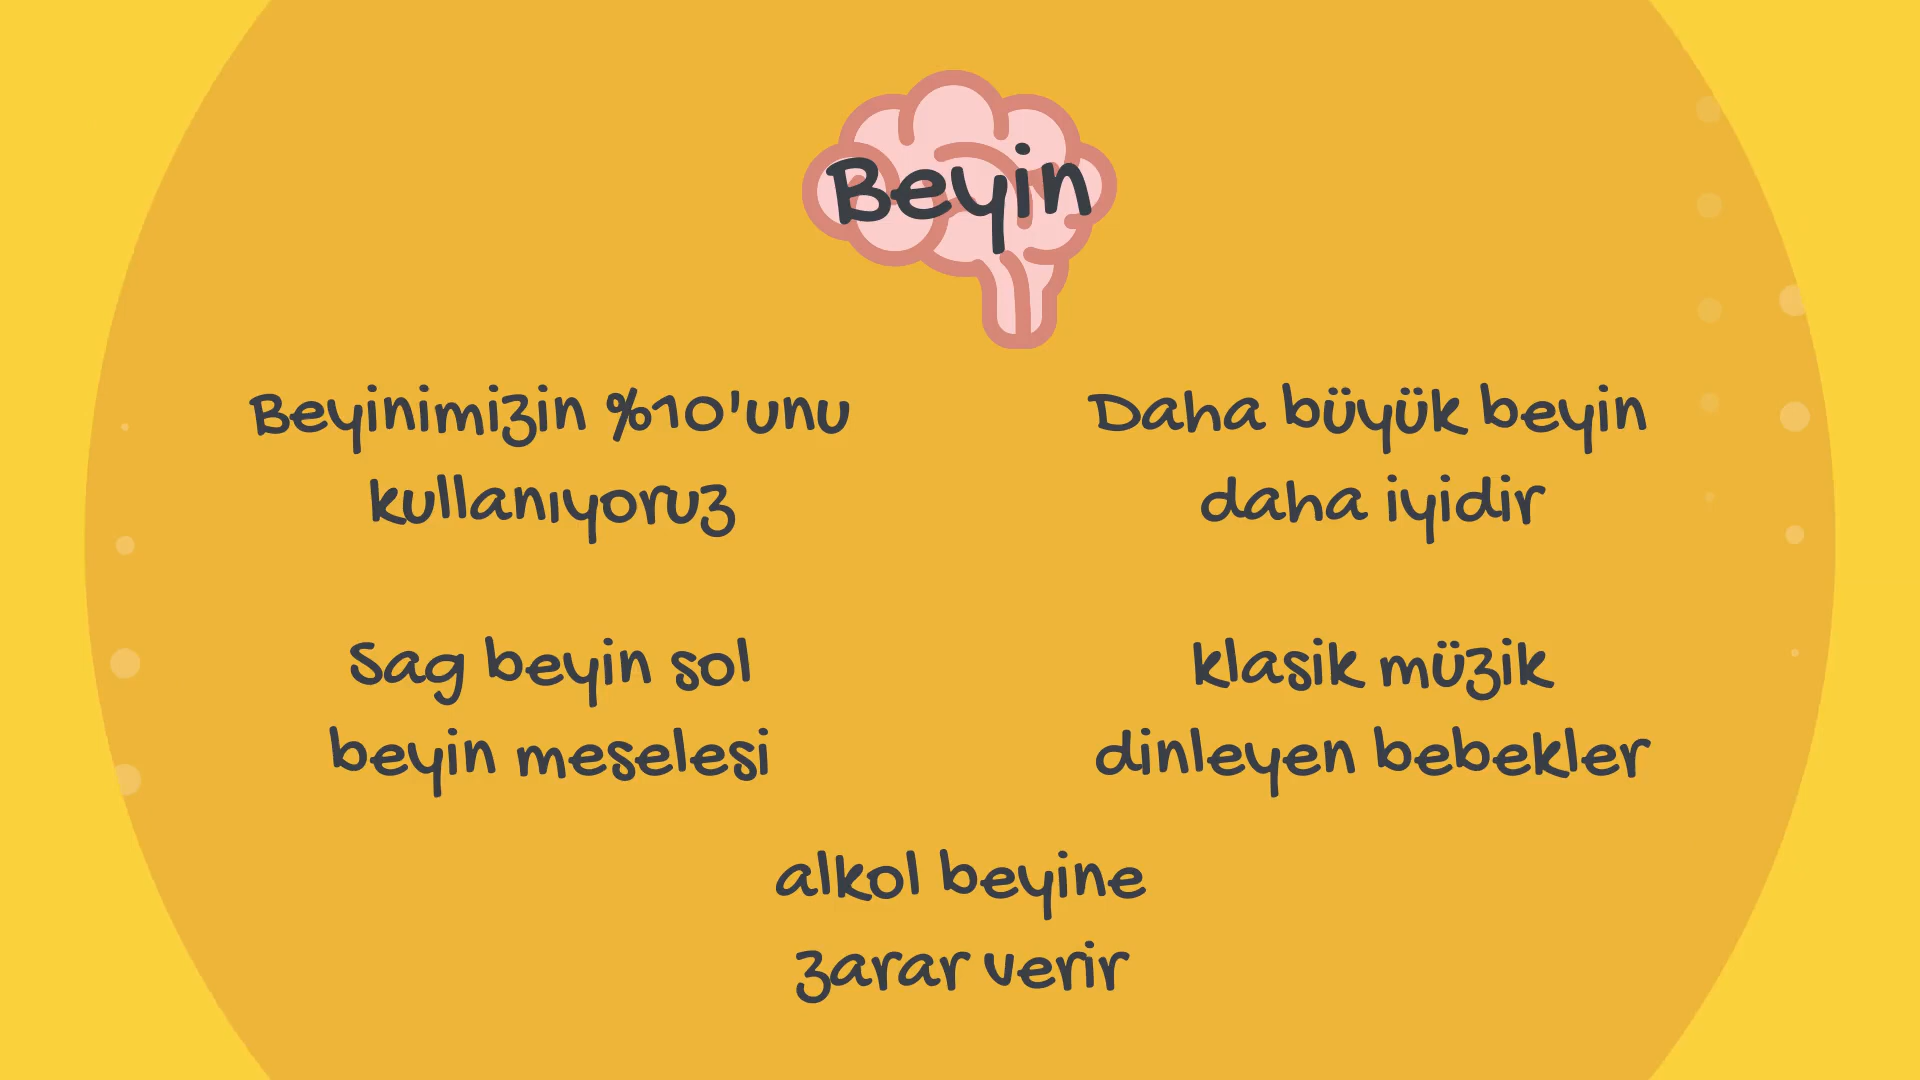 Beyin
Beyinimizin %10'unu
kullanıyoruz
Daha büyük beyin
daha iyidir
Sag beyin sol
beyin meselesi
klasik müzik
dinleyen bebekler
alkol beyine
zarar verir